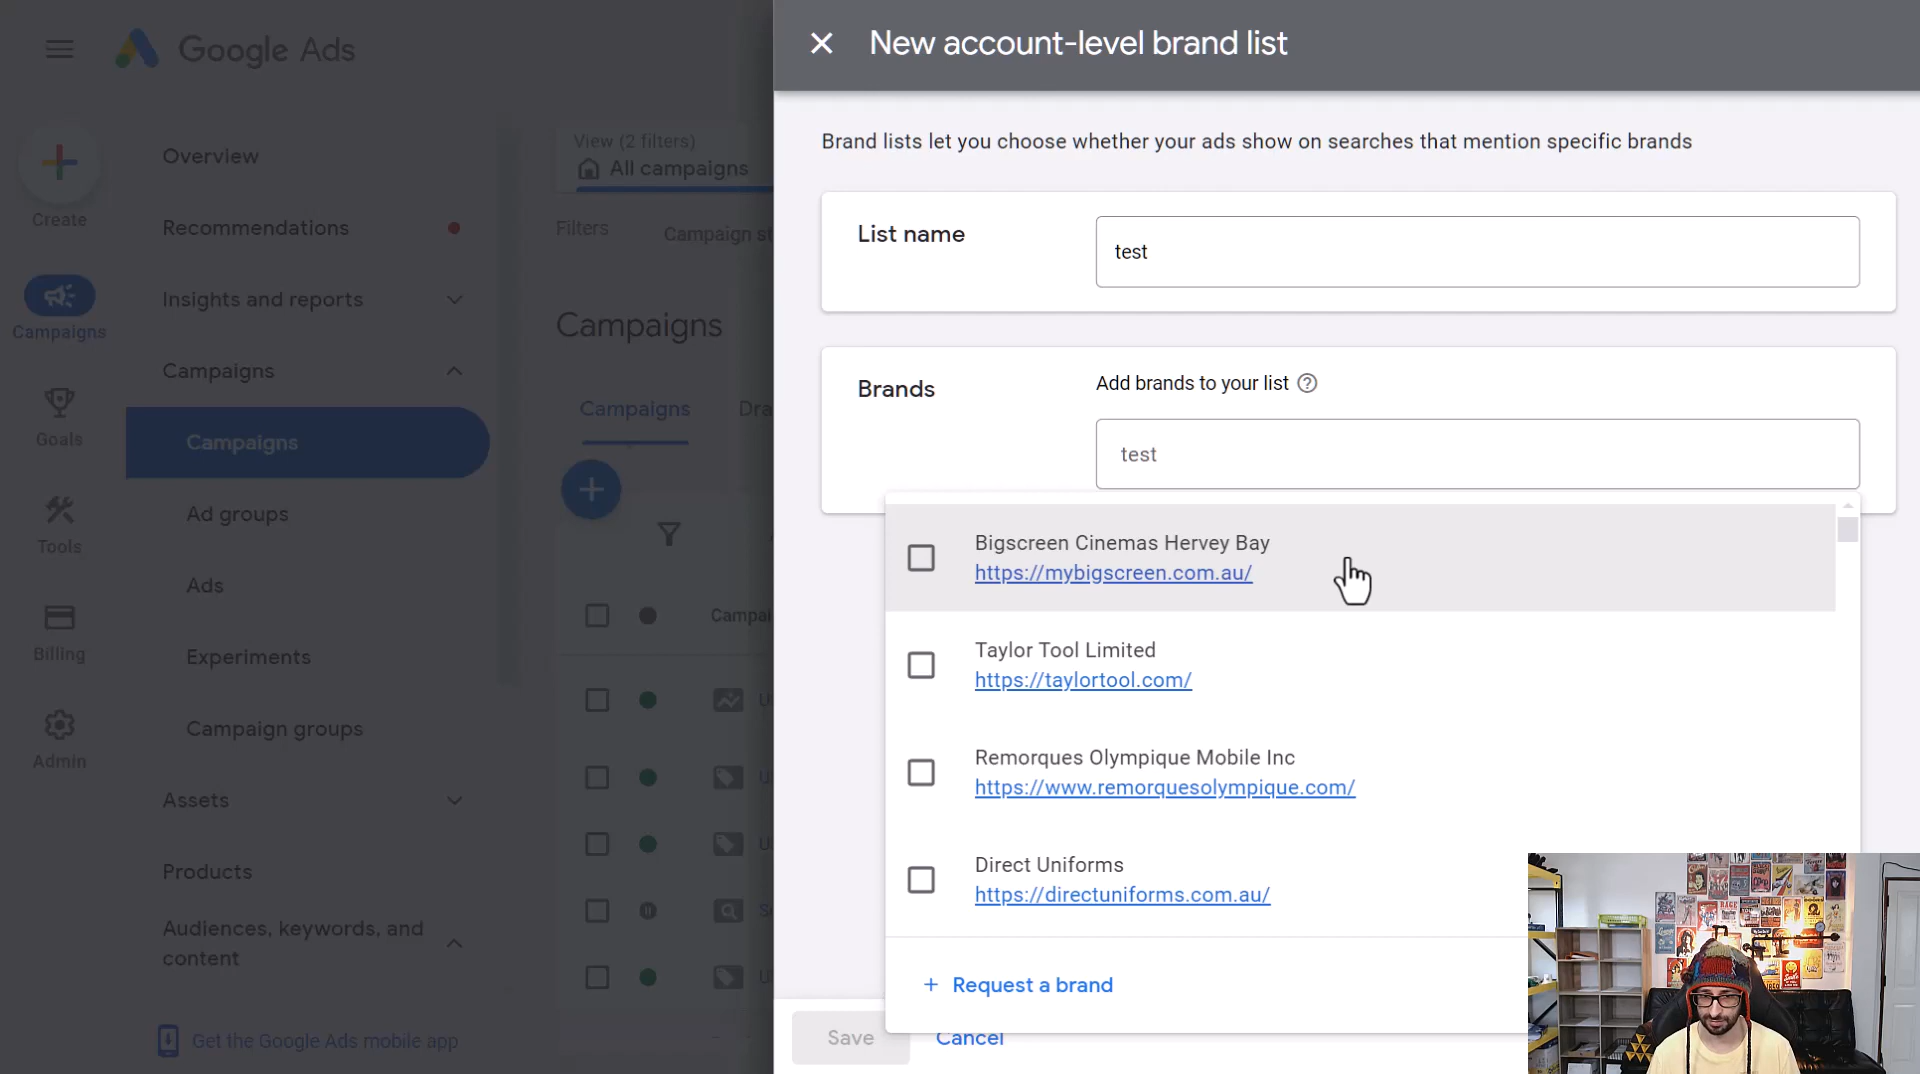 Google Ads
New account-level brand list
Brand lists let you choose whether your ads show on searches that mention specific brands
Create
Campaigns
Goals
Tools
Billing
Admin
Overview
Recommendations
Insights and reports
Campaigns
Campaigns
Ad groups
Ads
Experiments
Campaign groups
Assets
Products
Audiences, keywords, and
content
Get the Google Ads mobile app
View (2 filters)
All campaigns
Filters
Campaign st
Campaigns
Campaigns
Dra
Campai
List name
test
Brands
Add brands to your list
test
Bigscreen Cinemas Hervey Bay
https://mybigscreen.com.au/
Taylor Tool Limited
https://taylortool.com/
Remorques Olympique Mobile Inc
https://www.remorquesolympique.com/
Direct Uniforms
https://directuniforms.com.au/
+ Request a brand
Save
Cancel